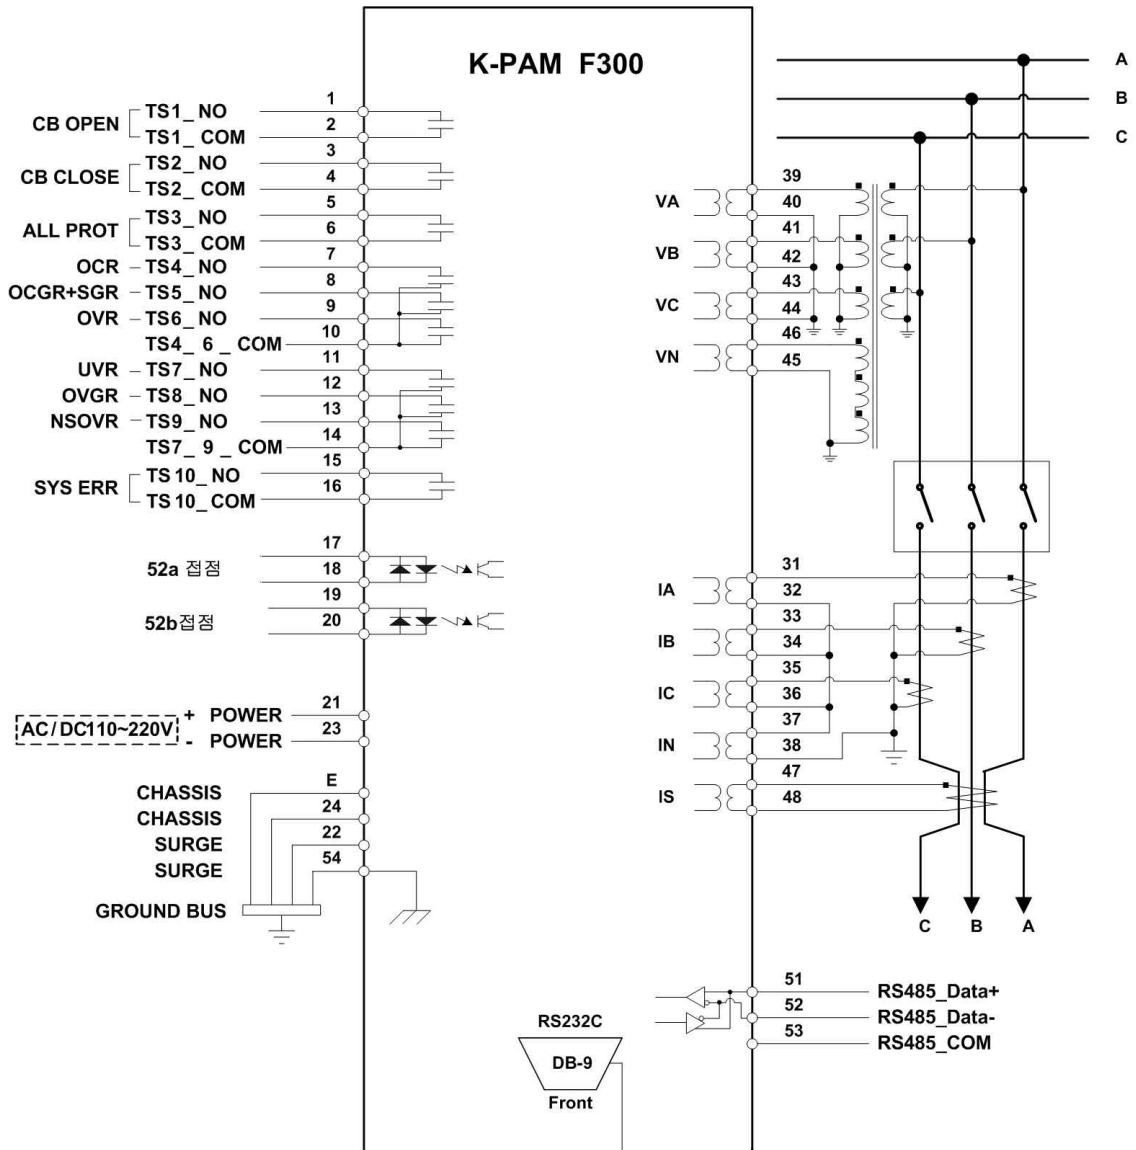 K-PAM F300
CB OPEN
TS1_NO 1
TS1_COM 2
CB CLOSE
TS2_NO 3
TS2_COM 4
ALL PROT
TS3_NO 5
TS3_COM 6
OCR TS4_NO 7
OCGR+SGR TS5_NO 8
OVR TS6_NO 9
TS4_6_COM 10
UVR TS7_NO 11
OVGR TS8_NO 12
NSOVR TS9_NO 13
TS7_9_COM 14
SYS ERR
TS10_NO 15
TS10_COM 16
52a 접점
17
18
52b접점
19
20
AC/DC110~220V
+ POWER 21
- POWER 23
CHASSIS E
CHASSIS 24
SURGE 22
SURGE 54
GROUND BUS
A
B
C
VA
39
40
VB
41
42
VC
43
44
VN
46
45
IA
31
32
IB
33
34
IC
35
36
IN
37
38
IS
47
48
C B A
51 RS485_Data+
52 RS485_Data-
53 RS485_COM
RS232C
DB-9
Front